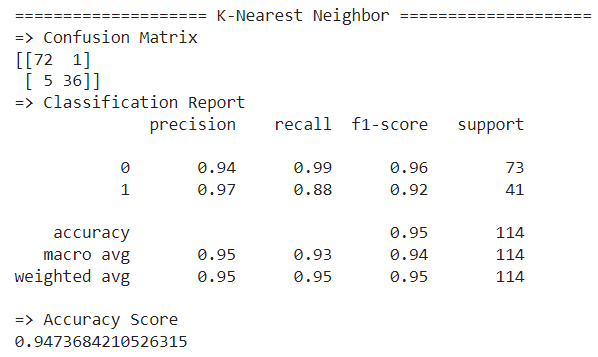 ==================== K-Nearest Neighbor ====================
=> Confusion Matrix
[[72  1]
 [ 5 36]]
=> Classification Report
              precision    recall  f1-score   support

           0       0.94      0.99      0.96        73
           1       0.97      0.88      0.92        41

    accuracy                           0.95       114
   macro avg       0.95      0.93      0.94       114
weighted avg       0.95      0.95      0.95       114

=> Accuracy Score
0.9473684210526315